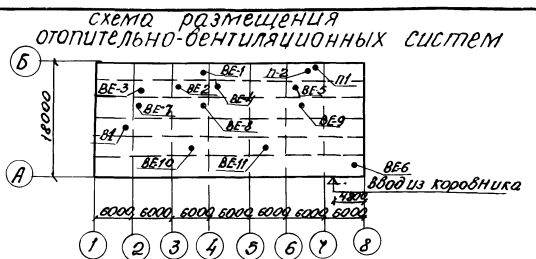 схема размещения
отопительно-вентиляционных систем
Б
ВЕ-1
П-2
П1
ВЕ-3
ВЕ2
ВЕ-4
ВЕ-5
18000
ВЕ-7
ВЕ-8
ВЕ-9
В1
ВЕ10
ВЕ-11
ВЕ-6
А
Ввод из коровника
6000 6000 6000 6000 6000 6000 6000
1 2 3 4 5 6 7 8